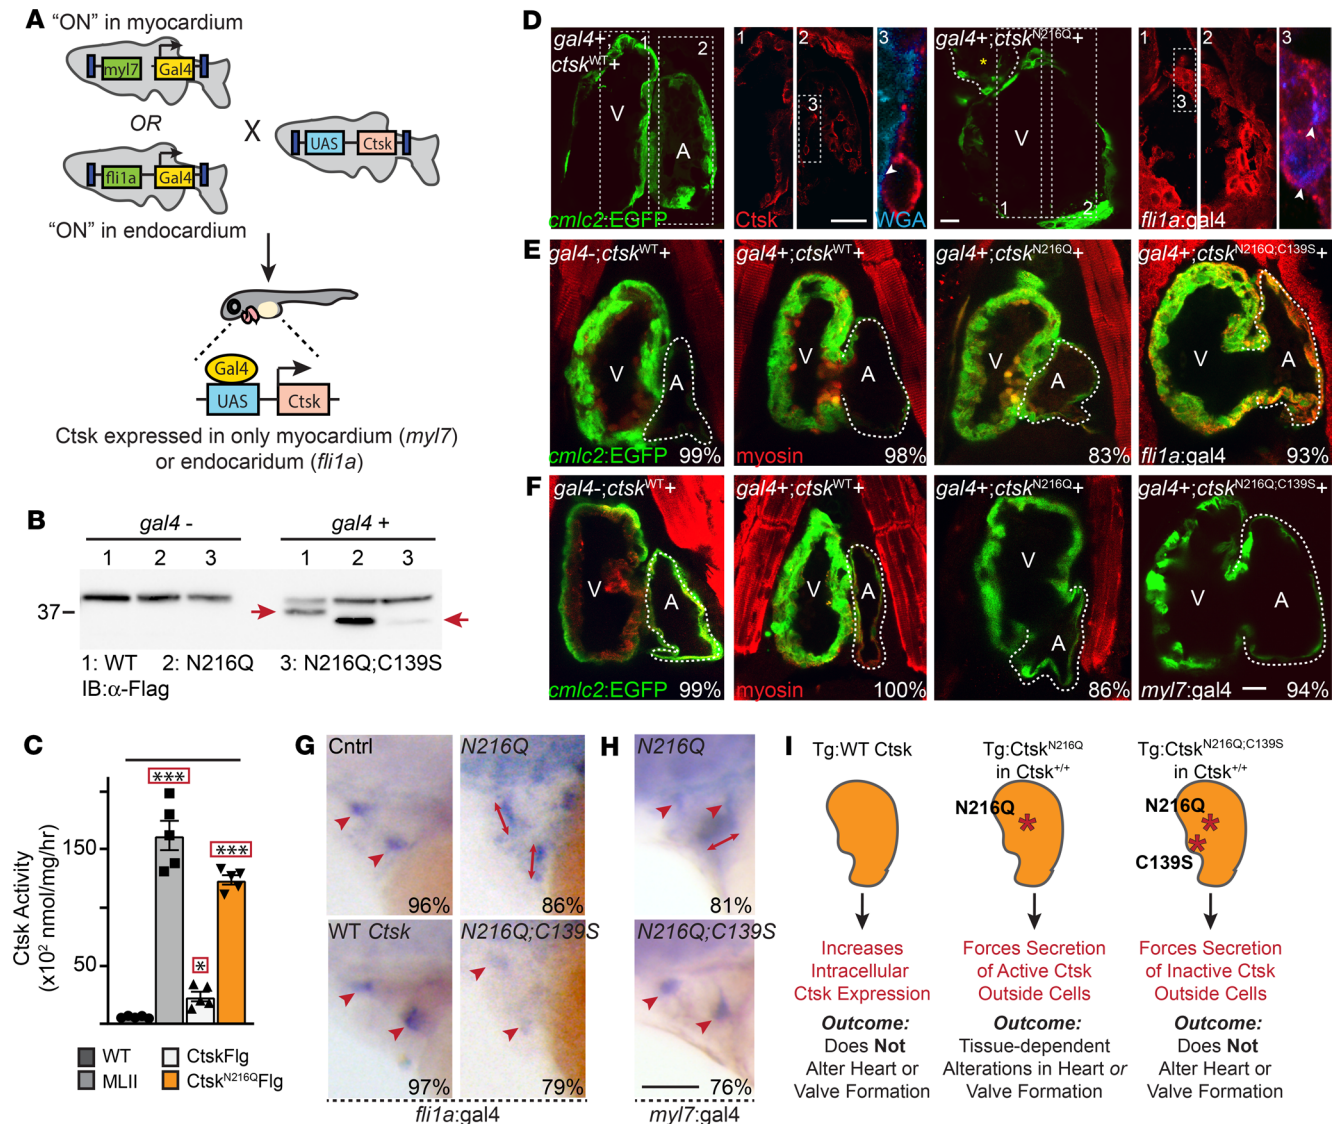 A
"ON" in myocardium
myl7
Gal4
OR
X
UAS
Ctsk
fli1a
Gal4
"ON" in endocardium
Gal4
UAS
Ctsk
Ctsk expressed in only myocardium (myl7)
or endocaridum (fli1a)
B
gal4 -
gal4 +
1 2 3 1 2 3
37
1: WT 2: N216Q 3: N216Q;C139S
IB:α-Flag
C
Ctsk Activity
(x10² nmol/mg/hr)
150
50
***
*
***
WT
CtskFlg
MLII
CtskN216QFlg
D
gal4+;
ctskWT+
1
2
V
A
cmlc2:EGFP
1
2
3
3
Ctsk
WGA
gal4+;ctskN216Q+
*
V
1
2
1
2
3
3
fli1a:gal4
E
gal4-;ctskWT+
V
A
cmlc2:EGFP 99%
gal4+;ctskWT+
V
A
myosin 98%
gal4+;ctskN216Q+
V
A
83%
gal4+;ctskN216Q;C139S+
V
A
fli1a:gal4 93%
F
gal4-;ctskWT+
V
A
cmlc2:EGFP 99%
gal4+;ctskWT+
V
A
myosin 100%
gal4+;ctskN216Q+
V
A
86%
gal4+;ctskN216Q;C139S+
V
A
myl7:gal4 94%
G
Cntrl
96%
N216Q
86%
WT Ctsk
97%
N216Q;C139S
79%
fli1a:gal4
H
N216Q
81%
N216Q;C139S
76%
myl7:gal4
I
Tg:WT Ctsk
Increases
Intracellular
Ctsk Expression
Outcome:
Does Not
Alter Heart or
Valve Formation
Tg:CtskN216Q
in Ctsk+/+
N216Q
*
Forces Secretion
of Active Ctsk
Outside Cells
Outcome:
Tissue-dependent
Alterations in Heart or
Valve Formation
Tg:CtskN216Q;C139S
in Ctsk+/+
N216Q
*
*
C139S
Forces Secretion
of Inactive Ctsk
Outside Cells
Outcome:
Does Not
Alter Heart or
Valve Formation